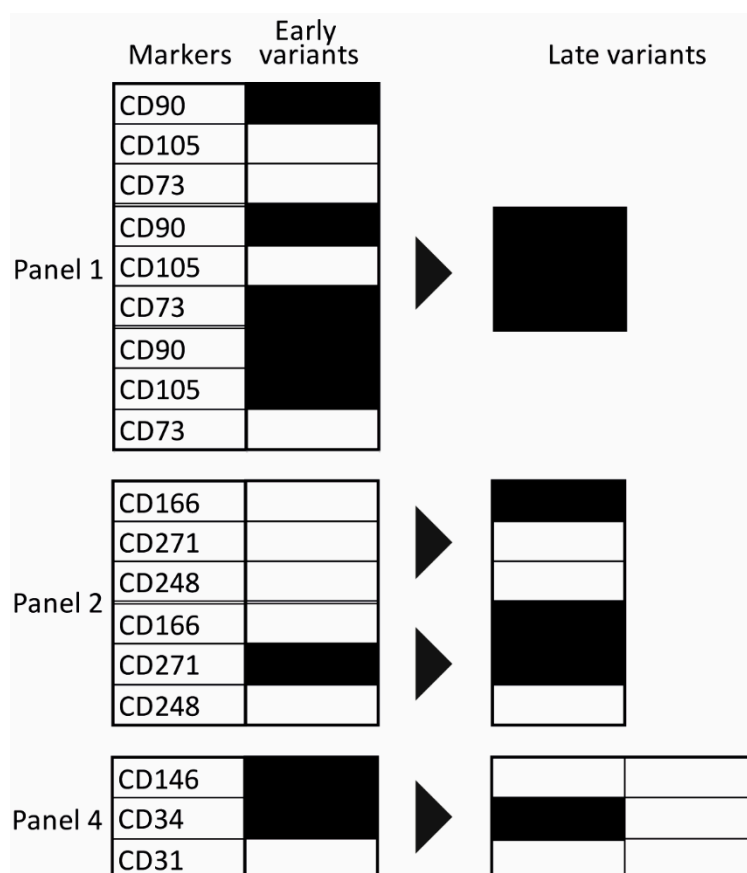 Early
Markers variants Late variants
CD90
CD105
CD73
CD90
Panel 1 CD105
CD73
CD90
CD105
CD73
CD166
CD271
CD248
Panel 2
CD166
CD271
CD248
CD146
Panel 4 CD34
CD31